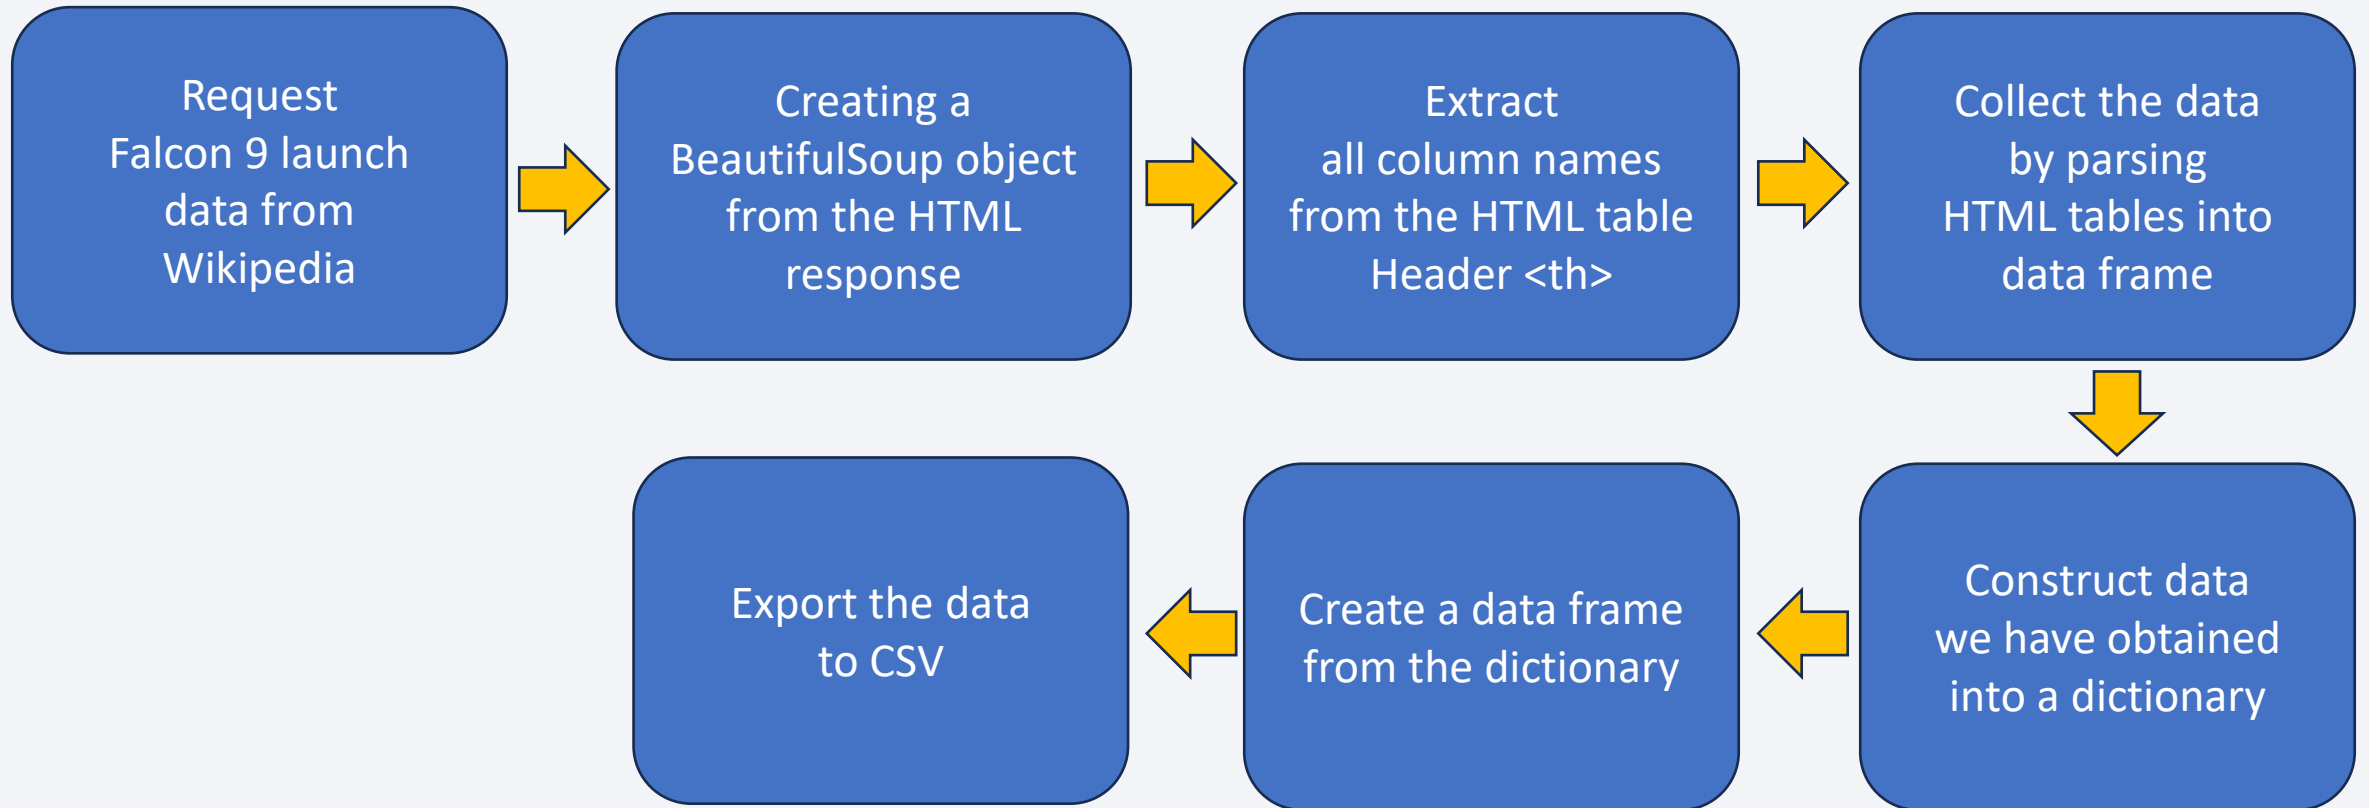 Request
Falcon 9 launch
data from
Wikipedia
Creating a
BeautifulSoup object
from the HTML
response
Extract
all column names
from the HTML table
Header <th>
Collect the data
by parsing
HTML tables into
data frame
Construct data
we have obtained
into a dictionary
Create a data frame
from the dictionary
Export the data
to CSV